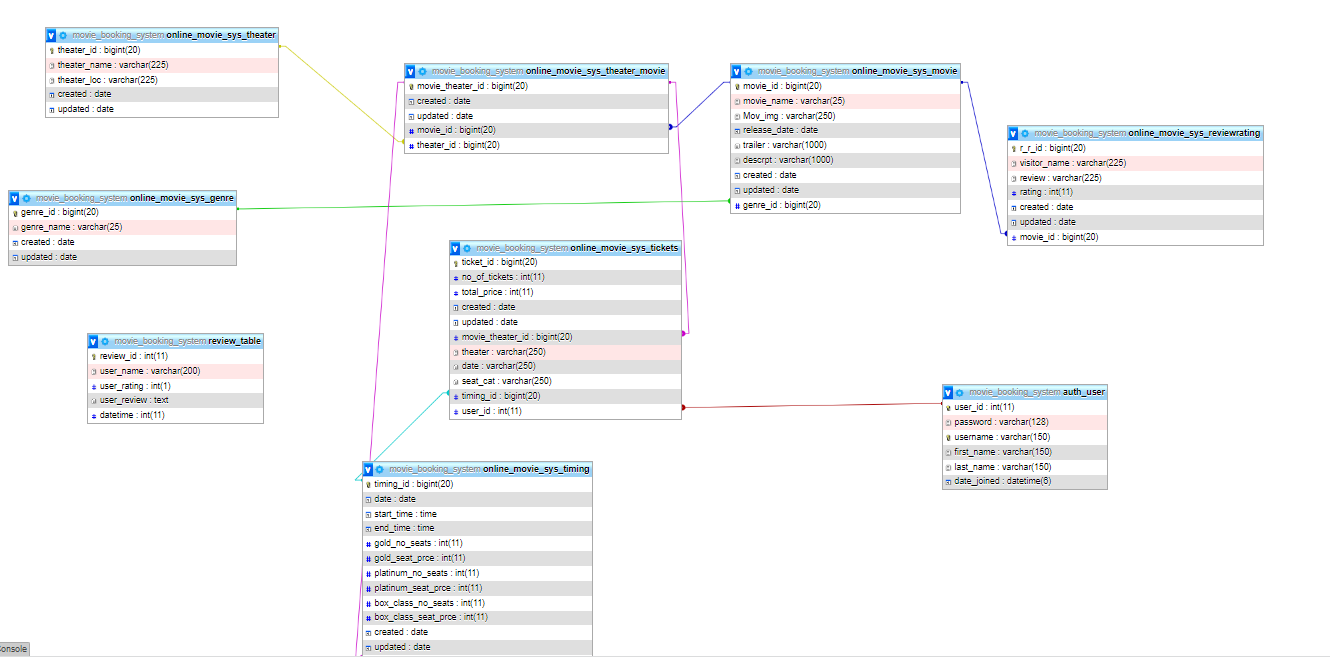 movie_booking_system online_movie_sys_theater
theater_id : bigint(20)
theater_name : varchar(225)
theater_loc : varchar(225)
created : date
updated : date
movie_booking_system online_movie_sys_theater_movie
movie_theater_id : bigint(20)
created : date
updated : date
movie_id : bigint(20)
theater_id : bigint(20)
movie_booking_system online_movie_sys_movie
movie_id : bigint(20)
movie_name : varchar(25)
Mov_img : varchar(250)
release_date : date
trailer : varchar(1000)
descrpt : varchar(1000)
created : date
updated : date
genre_id : bigint(20)
movie_booking_system online_movie_sys_reviewrating
r_r_id : bigint(20)
visitor_name : varchar(225)
review : varchar(225)
rating : int(11)
created : date
updated : date
movie_id : bigint(20)
movie_booking_system online_movie_sys_genre
genre_id : bigint(20)
genre_name : varchar(25)
created : date
updated : date
movie_booking_system online_movie_sys_tickets
ticket_id : bigint(20)
no_of_tickets : int(11)
total_price : int(11)
created : date
updated : date
movie_theater_id : bigint(20)
theater : varchar(250)
date : varchar(250)
seat_cat : varchar(250)
timing_id : bigint(20)
user_id : int(11)
movie_booking_system review_table
review_id : int(11)
user_name : varchar(200)
user_rating : int(1)
user_review : text
datetime : int(11)
movie_booking_system auth_user
user_id : int(11)
password : varchar(128)
username : varchar(150)
first_name : varchar(150)
last_name : varchar(150)
date_joined : datetime(6)
movie_booking_system online_movie_sys_timing
timing_id : bigint(20)
date : date
start_time : time
end_time : time
gold_no_seats : int(11)
gold_seat_prce : int(11)
platinum_no_seats : int(11)
platinum_seat_prce : int(11)
box_class_no_seats : int(11)
box_class_seat_prce : int(11)
created : date
updated : date
onsole